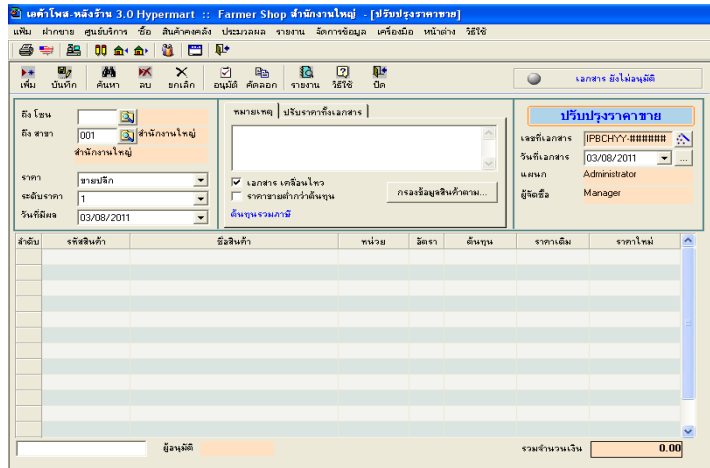 เอค้าโพส-หลังร้าน 3.0 Hypermart :: Farmer Shop สำนักงานใหญ่ - [ปรับปรุงราคาขาย]
แฟ้ม ฝากขาย ศูนย์บริการ ซื้อ สินค้าคงคลัง ประมวลผล รายงาน จัดการข้อมูล เครื่องมือ หน้าต่าง วิธีใช้
เพิ่ม บันทึก ค้นหา ลบ ยกเลิก อนุมัติ คัดลอก รายงาน วิธีใช้ ปิด
เอกสาร ยังไม่อนุมัติ
ถึง โซน
ถึง สาขา 001 สำนักงานใหญ่
สำนักงานใหญ่
ราคา ขายปลีก
ระดับราคา 1
วันที่มีผล 03/08/2011
หมายเหตุ ปรับราคาทั้งเอกสาร
เอกสาร เคลื่อนไหว
ราคาขายต่ำกว่าต้นทุน
กรองข้อมูลสินค้าตาม...
ต้นทุนรวมภาษี
ปรับปรุงราคาขาย
เลขที่เอกสาร IPBCHYY-######
วันที่เอกสาร 03/08/2011 ...
แผนก Administrator
ผู้จัดซื้อ Manager
ลำดับ รหัสสินค้า ชื่อสินค้า หน่วย อัตรา ต้นทุน ราคาเดิม ราคาใหม่
ผู้อนุมัติ รวมจำนวนเงิน 0.00